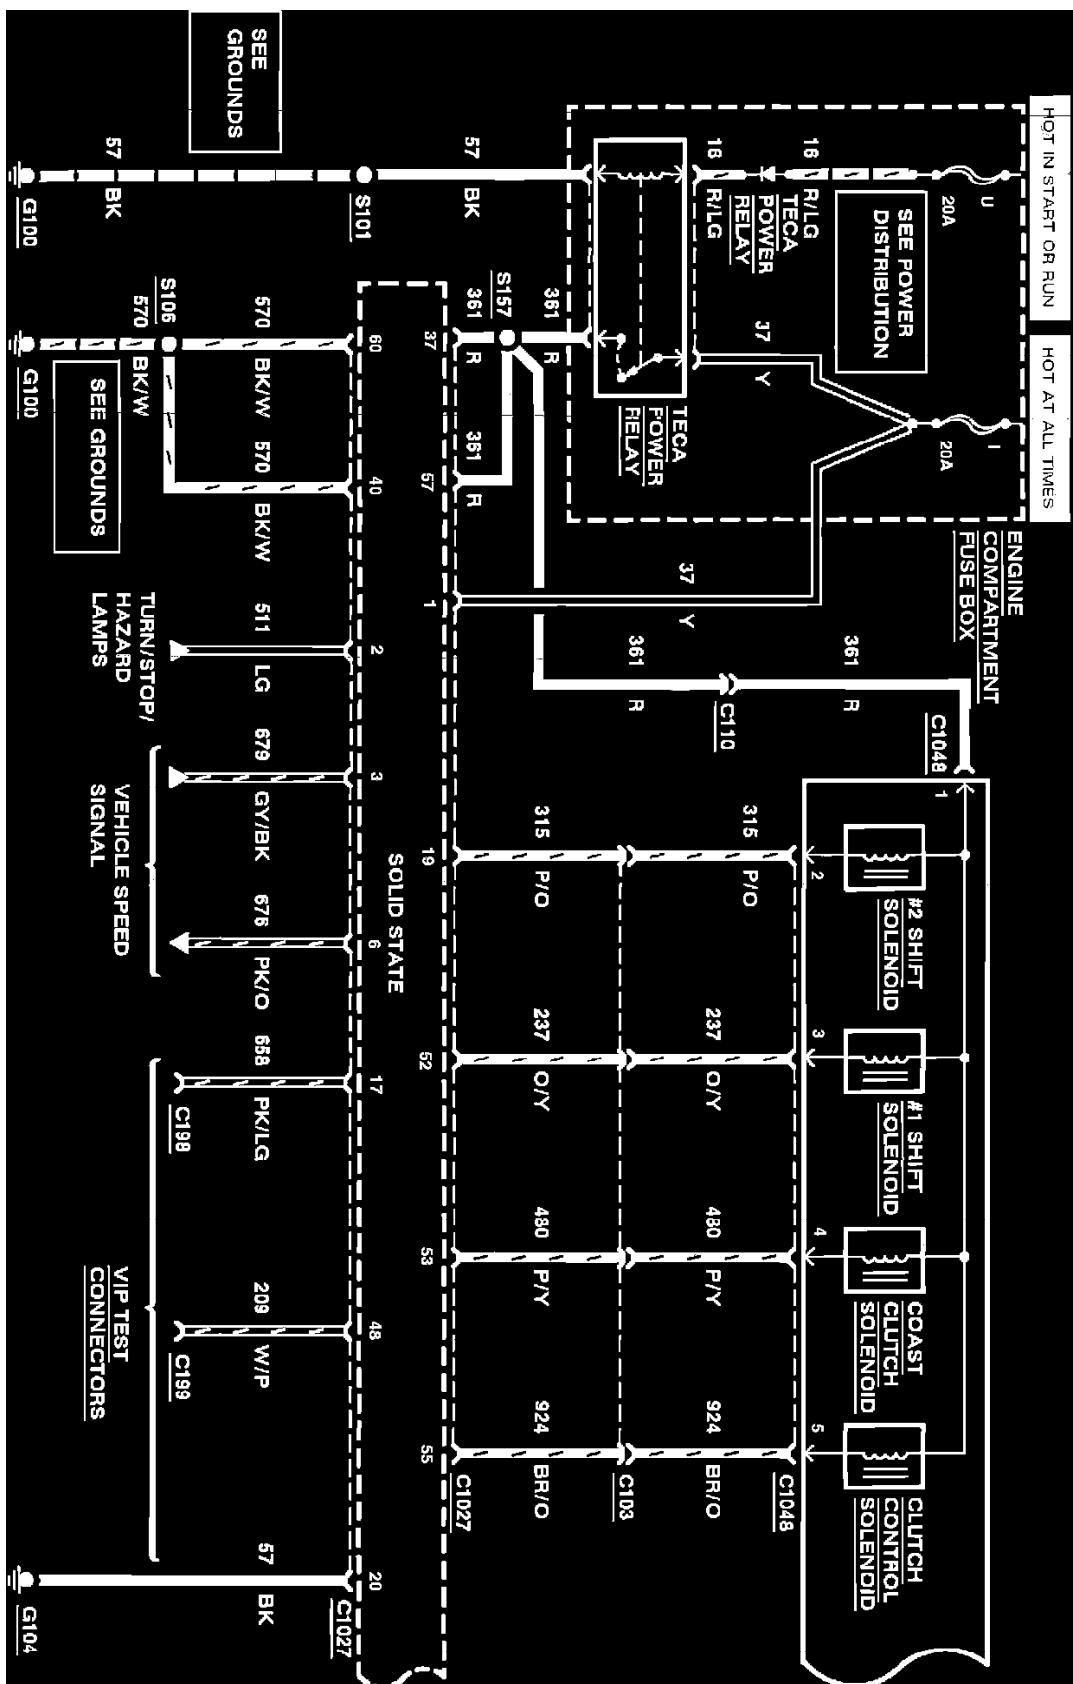 HOT IN START OR RUN
HOT AT ALL TIMES
ENGINE
COMPARTMENT
FUSE BOX
U
20A
I
20A
SEE POWER
DISTRIBUTION
16
R/LG
TECA
POWER
RELAY
16
R/LG
37
Y
TECA
POWER
RELAY
37
Y
57
BK
S101
SEE
GROUNDS
57
BK
G100
361
R
S157
361
R
361
R
361
R
C110
361
R
C1048
1
#2 SHIFT
SOLENOID
#1 SHIFT
SOLENOID
COAST
CLUTCH
SOLENOID
CLUTCH
CONTROL
SOLENOID
2
3
4
5
315
P/O
237
O/Y
480
P/Y
924
BR/O
C1048
315
P/O
237
O/Y
480
P/Y
924
BR/O
C103
C1027
37
57
1
19
52
53
55
SOLID STATE
60
40
2
3
6
17
48
20
C1027
570
BK/W
570
BK/W
511
LG
679
GY/BK
676
PK/O
658
PK/LG
209
W/P
57
BK
S106
570
BK/W
G100
SEE GROUNDS
TURN/STOP/
HAZARD
LAMPS
VEHICLE SPEED
SIGNAL
C198
C199
VIP TEST
CONNECTORS
G104